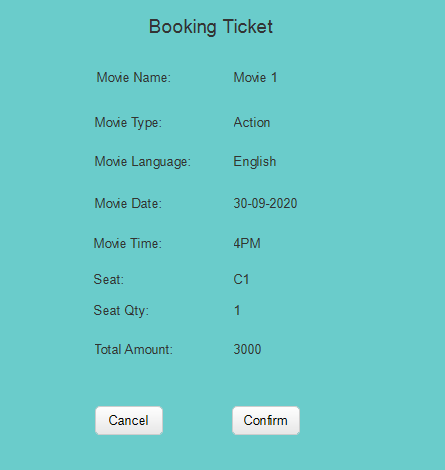 Booking Ticket
Movie Name: Movie 1
Movie Type: Action
Movie Language: English
Movie Date: 30-09-2020
Movie Time: 4PM
Seat: C1
Seat Qty: 1
Total Amount: 3000
Cancel Confirm